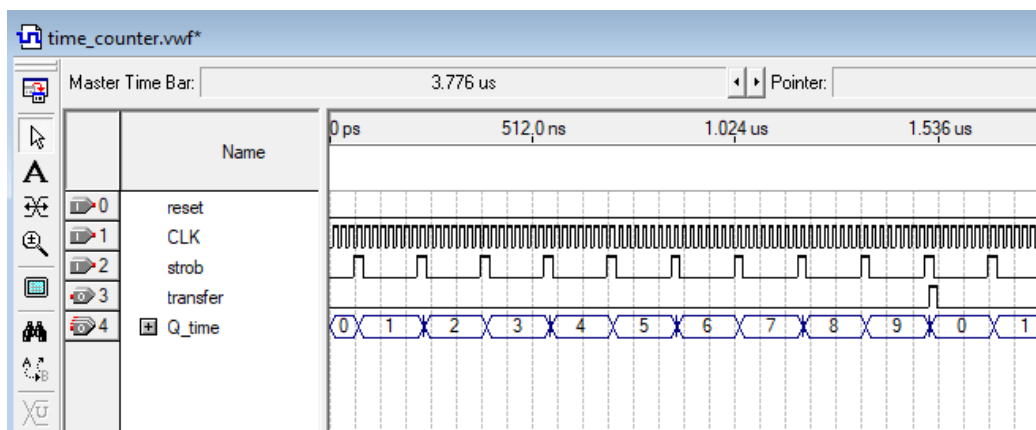 time_counter.vwf*
Master Time Bar: 3.776 us Pointer:
Name
0 ps 512.0 ns 1.024 us 1.536 us
0 reset
1 CLK
2 strob
3 transfer
4 Q_time 0 1 2 3 4 5 6 7 8 9 0 1